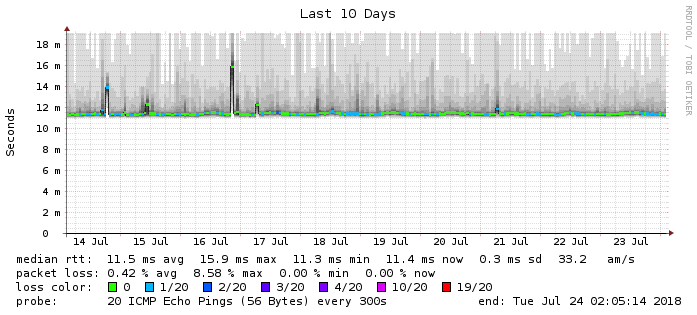 Last 10 Days
RRDTOOL / TOBI OETIKER
Seconds
18 m
16 m
14 m
12 m
10 m
8 m
6 m
4 m
2 m
0
14 Jul 15 Jul 16 Jul 17 Jul 18 Jul 19 Jul 20 Jul 21 Jul 22 Jul 23 Jul
median rtt: 11.5 ms avg 15.9 ms max 11.3 ms min 11.4 ms now 0.3 ms sd 33.2 am/s
packet loss: 0.42 % avg 8.58 % max 0.00 % min 0.00 % now
loss color: 0 1/20 2/20 3/20 4/20 10/20 19/20
probe: 20 ICMP Echo Pings (56 Bytes) every 300s end: Tue Jul 24 02:05:14 2018